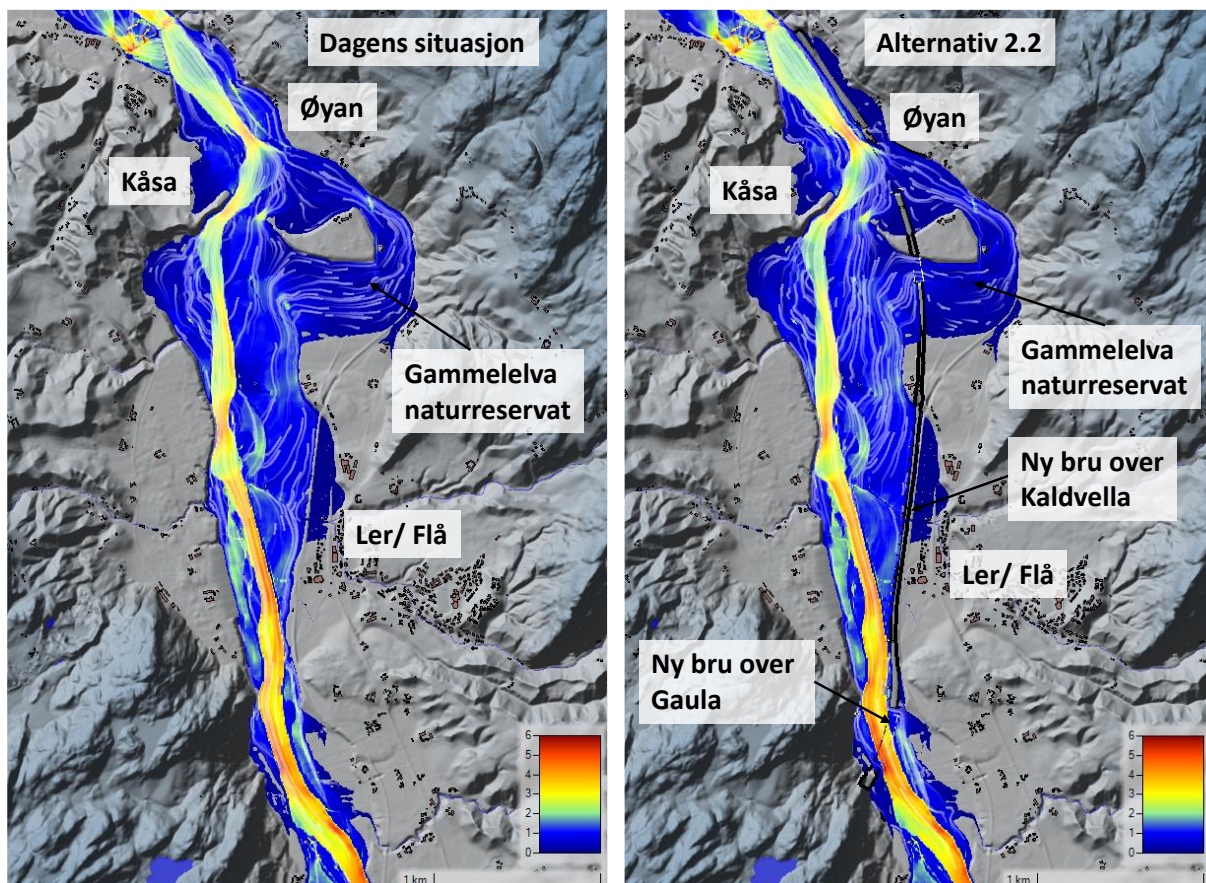 Dagens situasjon
Øyan
Kåsa
Gammelelva
naturreservat
Ler/ Flå
6
5
4
3
2
1
0
1 km
Alternativ 2.2
Øyan
Kåsa
Gammelelva
naturreservat
Ny bru over
Kaldvella
Ler/ Flå
Ny bru over
Gaula
6
5
4
3
2
1
0
1 km